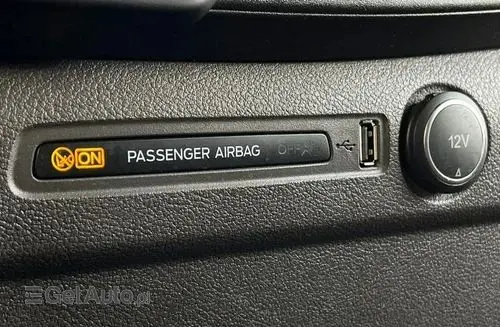 ON PASSENGER AIRBAG OFF
12V
GetAuto.pl